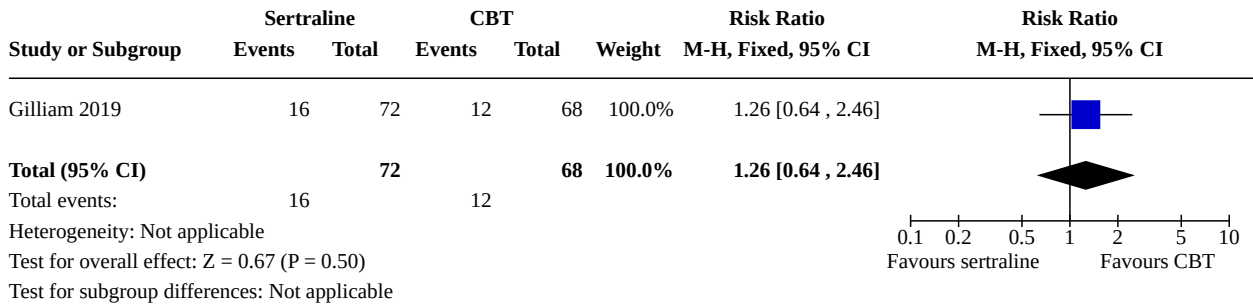 Sertraline CBT Risk Ratio Risk Ratio
Study or Subgroup Events Total Events Total Weight M-H, Fixed, 95% CI M-H, Fixed, 95% CI
Gilliam 2019 16 72 12 68 100.0% 1.26 [0.64 , 2.46]
Total (95% CI) 72 68 100.0% 1.26 [0.64 , 2.46]
Total events: 16 12
Heterogeneity: Not applicable
0.1 0.2 0.5 1 2 5 10
Test for overall effect: Z = 0.67 (P = 0.50)
Favours sertraline Favours CBT
Test for subgroup differences: Not applicable